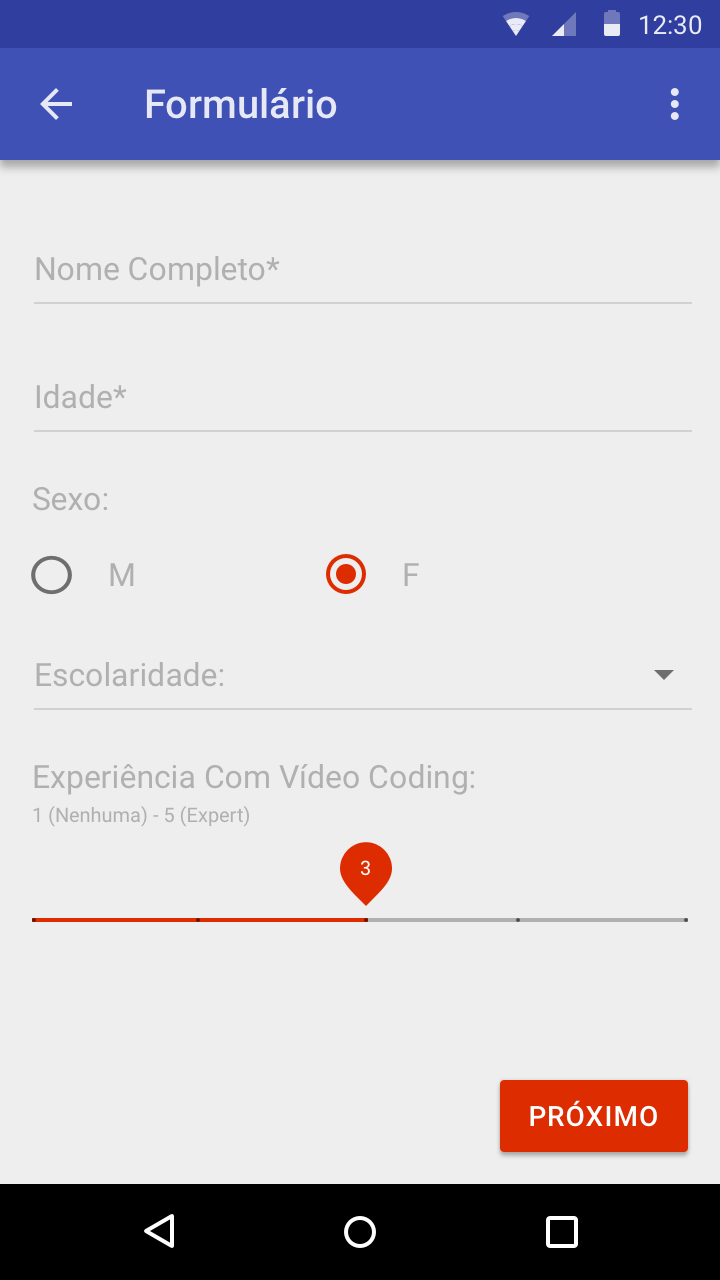 12:30
Formulário
Nome Completo*
Idade*
Sexo:
M F
Escolaridade:
Experiência Com Vídeo Coding:
1 (Nenhuma) - 5 (Expert)
3
PRÓXIMO